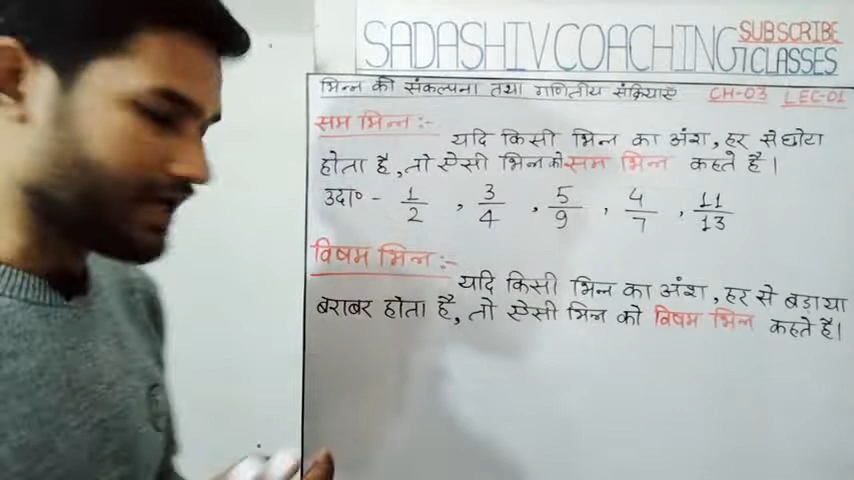 SADASHIV COACHING CLASSES
SUBSCRIBE
भिन्न की संकल्पना तथा गणितीय संक्रियाएँ CH-03 LEC-01
सम भिन्न :-
यदि किसी भिन्न का अंश, हर से छोटा
होता है, तो ऐसी भिन्न को सम भिन्न कहते है।
उदा० - 1/2 , 3/4 , 5/9 , 4/7 , 11/13
विषम भिन्न :-
यदि किसी भिन्न का अंश, हर से बड़ा या
बराबर होता है, तो ऐसी भिन्न को विषम भिन्न कहते है।